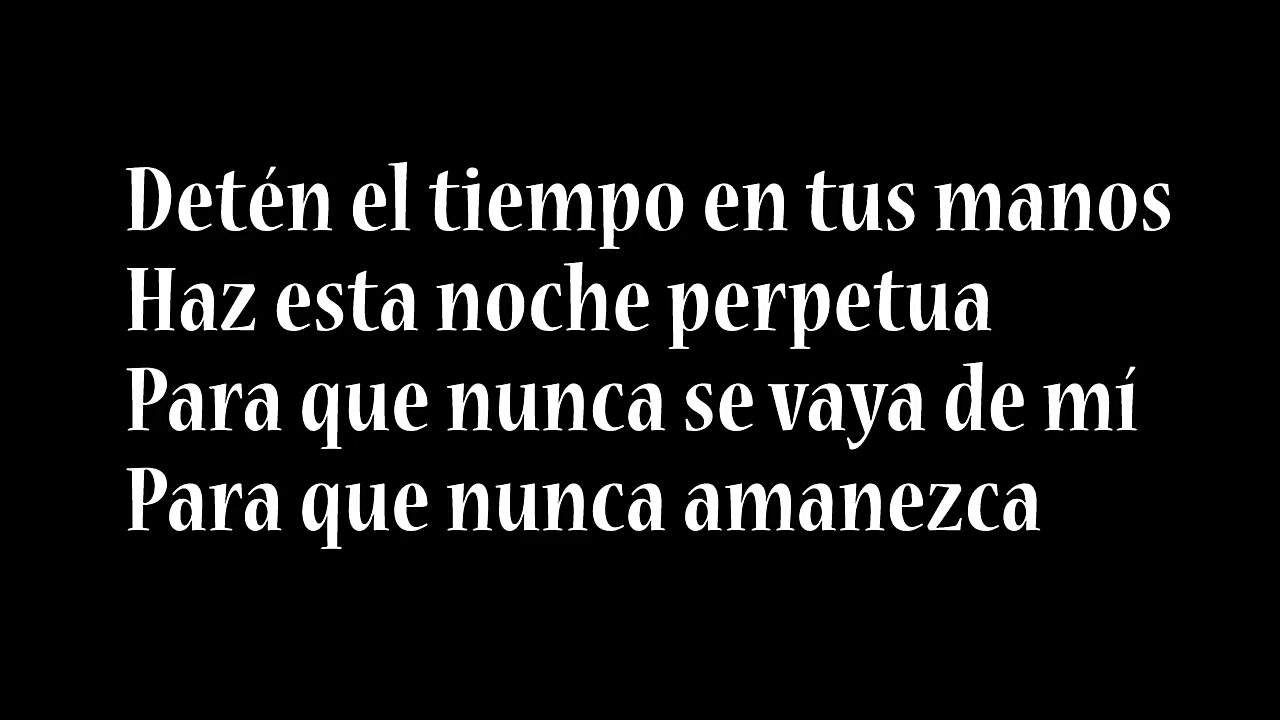 Detén el tiempo en tus manos
Haz esta noche perpetua
Para que nunca se vaya de mí
Para que nunca amanezca